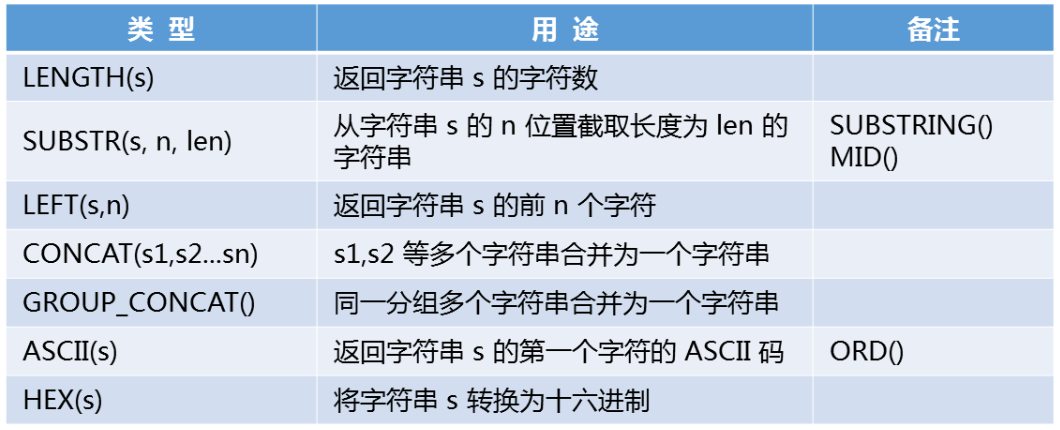 类 型 用 途 备注
LENGTH(s) 返回字符串 s 的字符数
SUBSTR(s, n, len) 从字符串 s 的 n 位置截取长度为 len 的 SUBSTRING()
字符串 MID()
LEFT(s,n) 返回字符串 s 的前 n 个字符
CONCAT(s1,s2...sn) s1,s2 等多个字符串合并为一个字符串
GROUP_CONCAT() 同一分组多个字符串合并为一个字符串
ASCII(s) 返回字符串 s 的第一个字符的 ASCII 码 ORD()
HEX(s) 将字符串 s 转换为十六进制